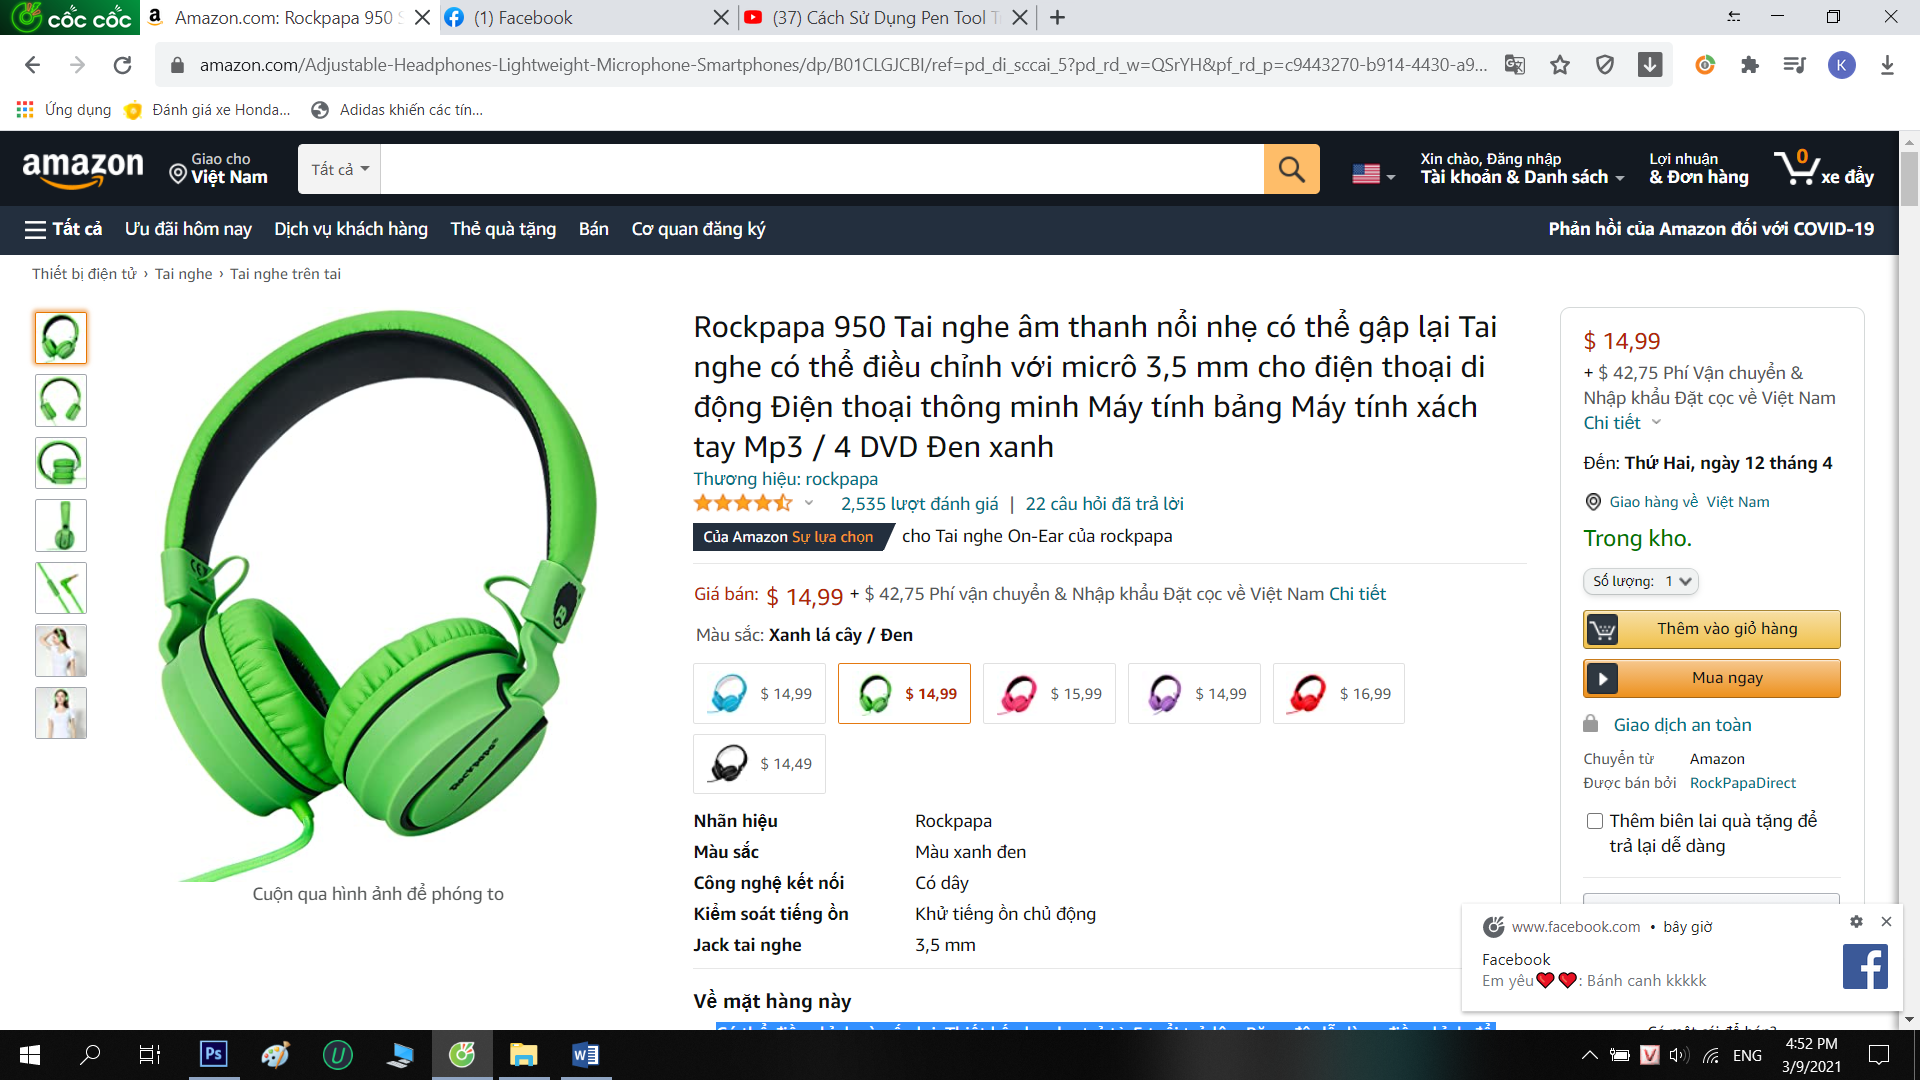 cốc cốc
Amazon.com: Rockpapa 950 S
(1) Facebook
(37) Cách Sử Dụng Pen Tool T
amazon.com/Adjustable-Headphones-Lightweight-Microphone-Smartphones/dp/B01CLGJCBI/ref=pd_di_sccai_5?pd_rd_w=QSrYH&pf_rd_p=c9443270-b914-4430-a9...
K
Ứng dụng
Đánh giá xe Honda...
Adidas khiến các tín...
amazon
Giao cho
Việt Nam
Tất cả
Xin chào, Đăng nhập
Tài khoản & Danh sách
Lợi nhuận
& Đơn hàng
0
xe đẩy
Tất cả
Ưu đãi hôm nay
Dịch vụ khách hàng
Thẻ quà tặng
Bán
Cơ quan đăng ký
Phản hồi của Amazon đối với COVID-19
Thiết bị điện tử › Tai nghe › Tai nghe trên tai
Rockpapa
Cuộn qua hình ảnh để phóng to
Rockpapa 950 Tai nghe âm thanh nổi nhẹ có thể gập lại Tai
nghe có thể điều chỉnh với micrô 3,5 mm cho điện thoại di
động Điện thoại thông minh Máy tính bảng Máy tính xách
tay Mp3 / 4 DVD Đen xanh
Thương hiệu: rockpapa
2,535 lượt đánh giá | 22 câu hỏi đã trả lời
Của Amazon Sự lựa chọn cho Tai nghe On-Ear của rockpapa
Giá bán: $ 14,99 + $ 42,75 Phí vận chuyển & Nhập khẩu Đặt cọc về Việt Nam Chi tiết
Màu sắc: Xanh lá cây / Đen
$ 14,99
$ 14,99
$ 15,99
$ 14,99
$ 16,99
$ 14,49
Nhãn hiệu Rockpapa
Màu sắc Màu xanh đen
Công nghệ kết nối Có dây
Kiểm soát tiếng ồn Khử tiếng ồn chủ động
Jack tai nghe 3,5 mm
Về mặt hàng này
$ 14,99
+ $ 42,75 Phí Vận chuyển &
Nhập khẩu Đặt cọc về Việt Nam
Chi tiết
Đến: Thứ Hai, ngày 12 tháng 4
Giao hàng về Việt Nam
Trong kho.
Số lượng: 1
Thêm vào giỏ hàng
Mua ngay
Giao dịch an toàn
Chuyển từ Amazon
Được bán bởi RockPapaDirect
Thêm biên lai quà tặng để
trả lại dễ dàng
www.facebook.com • bây giờ
Facebook
Em yêu❤❤: Bánh canh kkkkk
Ps
U
W
V
ENG
4:52 PM
3/9/2021